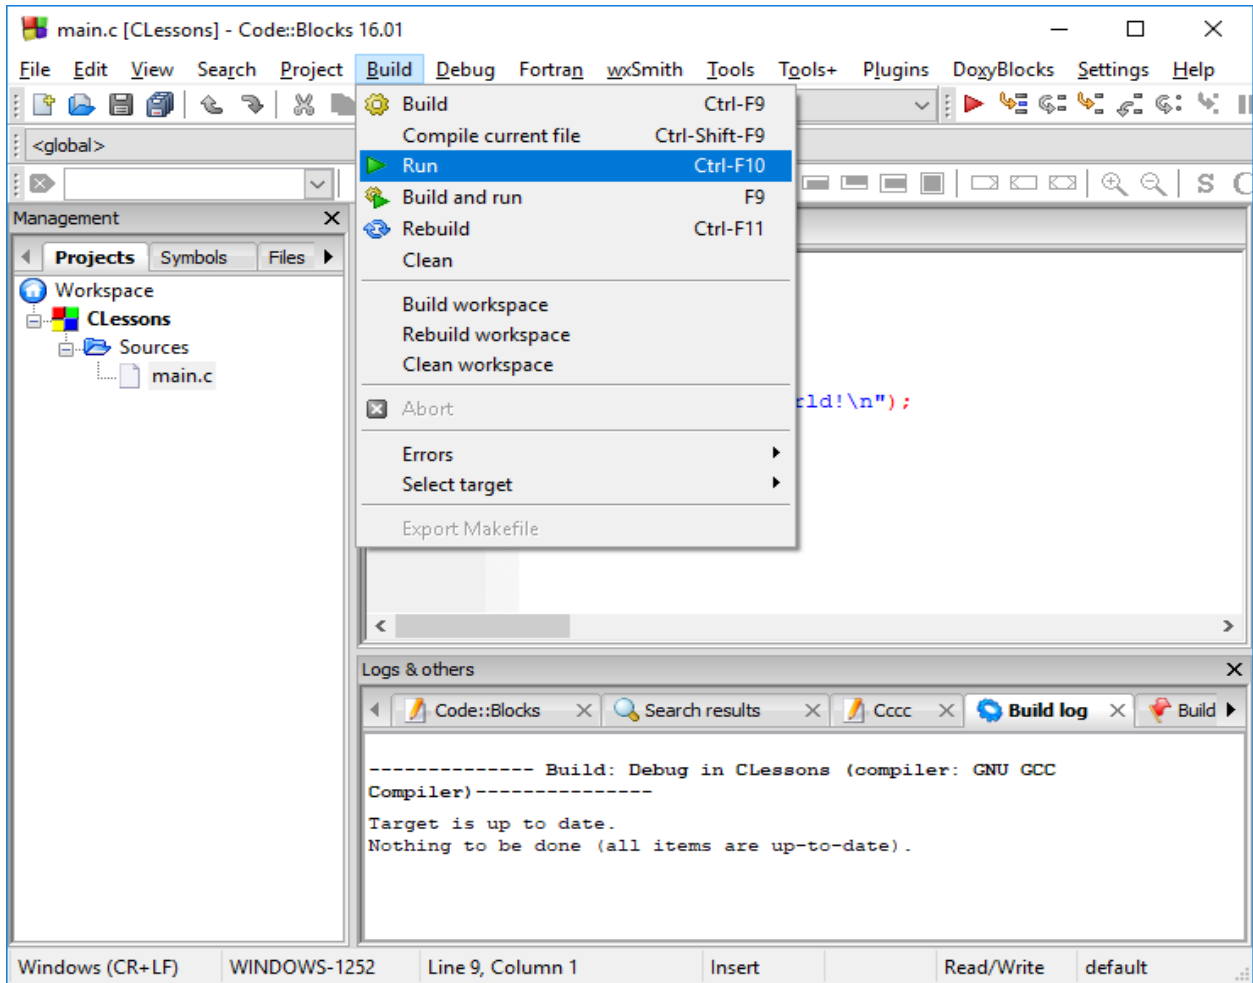 main.c [CLessons] - Code::Blocks 16.01
File Edit View Search Project Build Debug Fortran wxSmith Tools Tools+ Plugins DoxyBlocks Settings Help
<global>
S
Management
Projects Symbols Files
Workspace
CLessons
Sources
main.c
Build Ctrl-F9
Compile current file Ctrl-Shift-F9
Run Ctrl-F10
Build and run F9
Rebuild Ctrl-F11
Clean
Build workspace
Rebuild workspace
Clean workspace
Abort
Errors
Select target
Export Makefile
rld!\n");
Logs & others
Code::Blocks Search results Cccc Build log Build
-------------- Build: Debug in CLessons (compiler: GNU GCC
Compiler)---------------
Target is up to date.
Nothing to be done (all items are up-to-date).
Windows (CR+LF) WINDOWS-1252 Line 9, Column 1 Insert Read/Write default